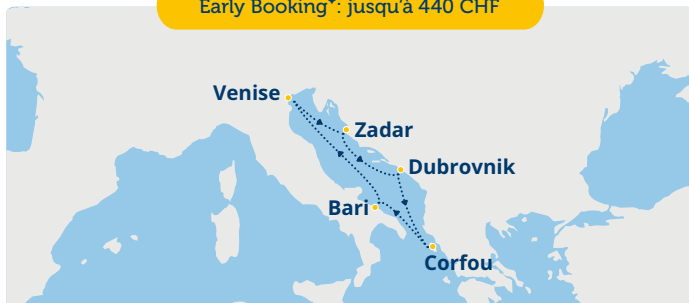 Early Booking*: jusqu'à 440 CHF
Venise
Zadar
Dubrovnik
Bari
Corfou